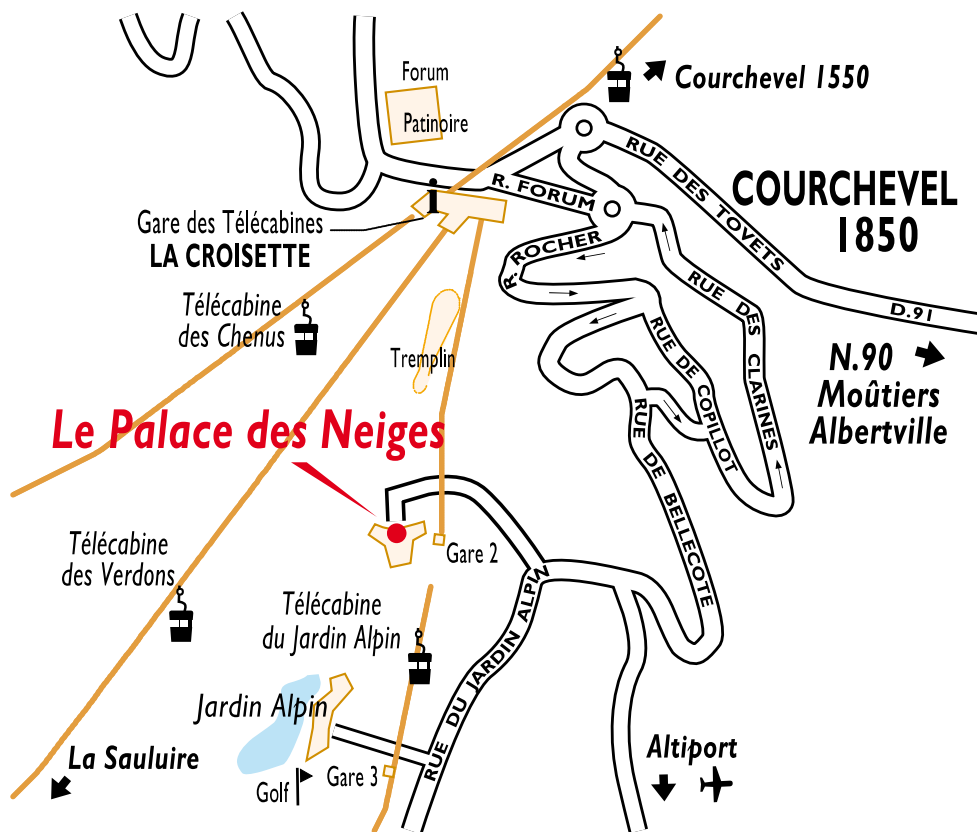 Forum
Patinoire
Courchevel 1550
RUE DES TOVETS
COURCHEVEL
1850
R. FORUM
Gare des Télécabines
LA CROISETTE
R. ROCHER
RUE DES CLARINES
D.91
Télécabine
des Chenus
Tremplin
RUE DE COPILLOT
N.90
Moûtiers
Albertville
Le Palace des Neiges
RUE DE BELLECOTE
Gare 2
Télécabine
des Verdons
Télécabine
du Jardin Alpin
RUE DU JARDIN ALPIN
Jardin Alpin
La Sauluire
Golf
Gare 3
Altiport